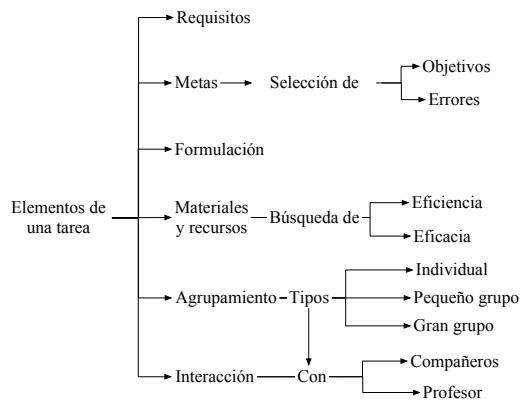 Requisitos
Metas
Selección de
Objetivos
Errores
Formulación
Elementos de
una tarea
Materiales
y recursos
Búsqueda de
Eficiencia
Eficacia
Agrupamiento
Tipos
Individual
Pequeño grupo
Gran grupo
Interacción
Con
Compañeros
Profesor